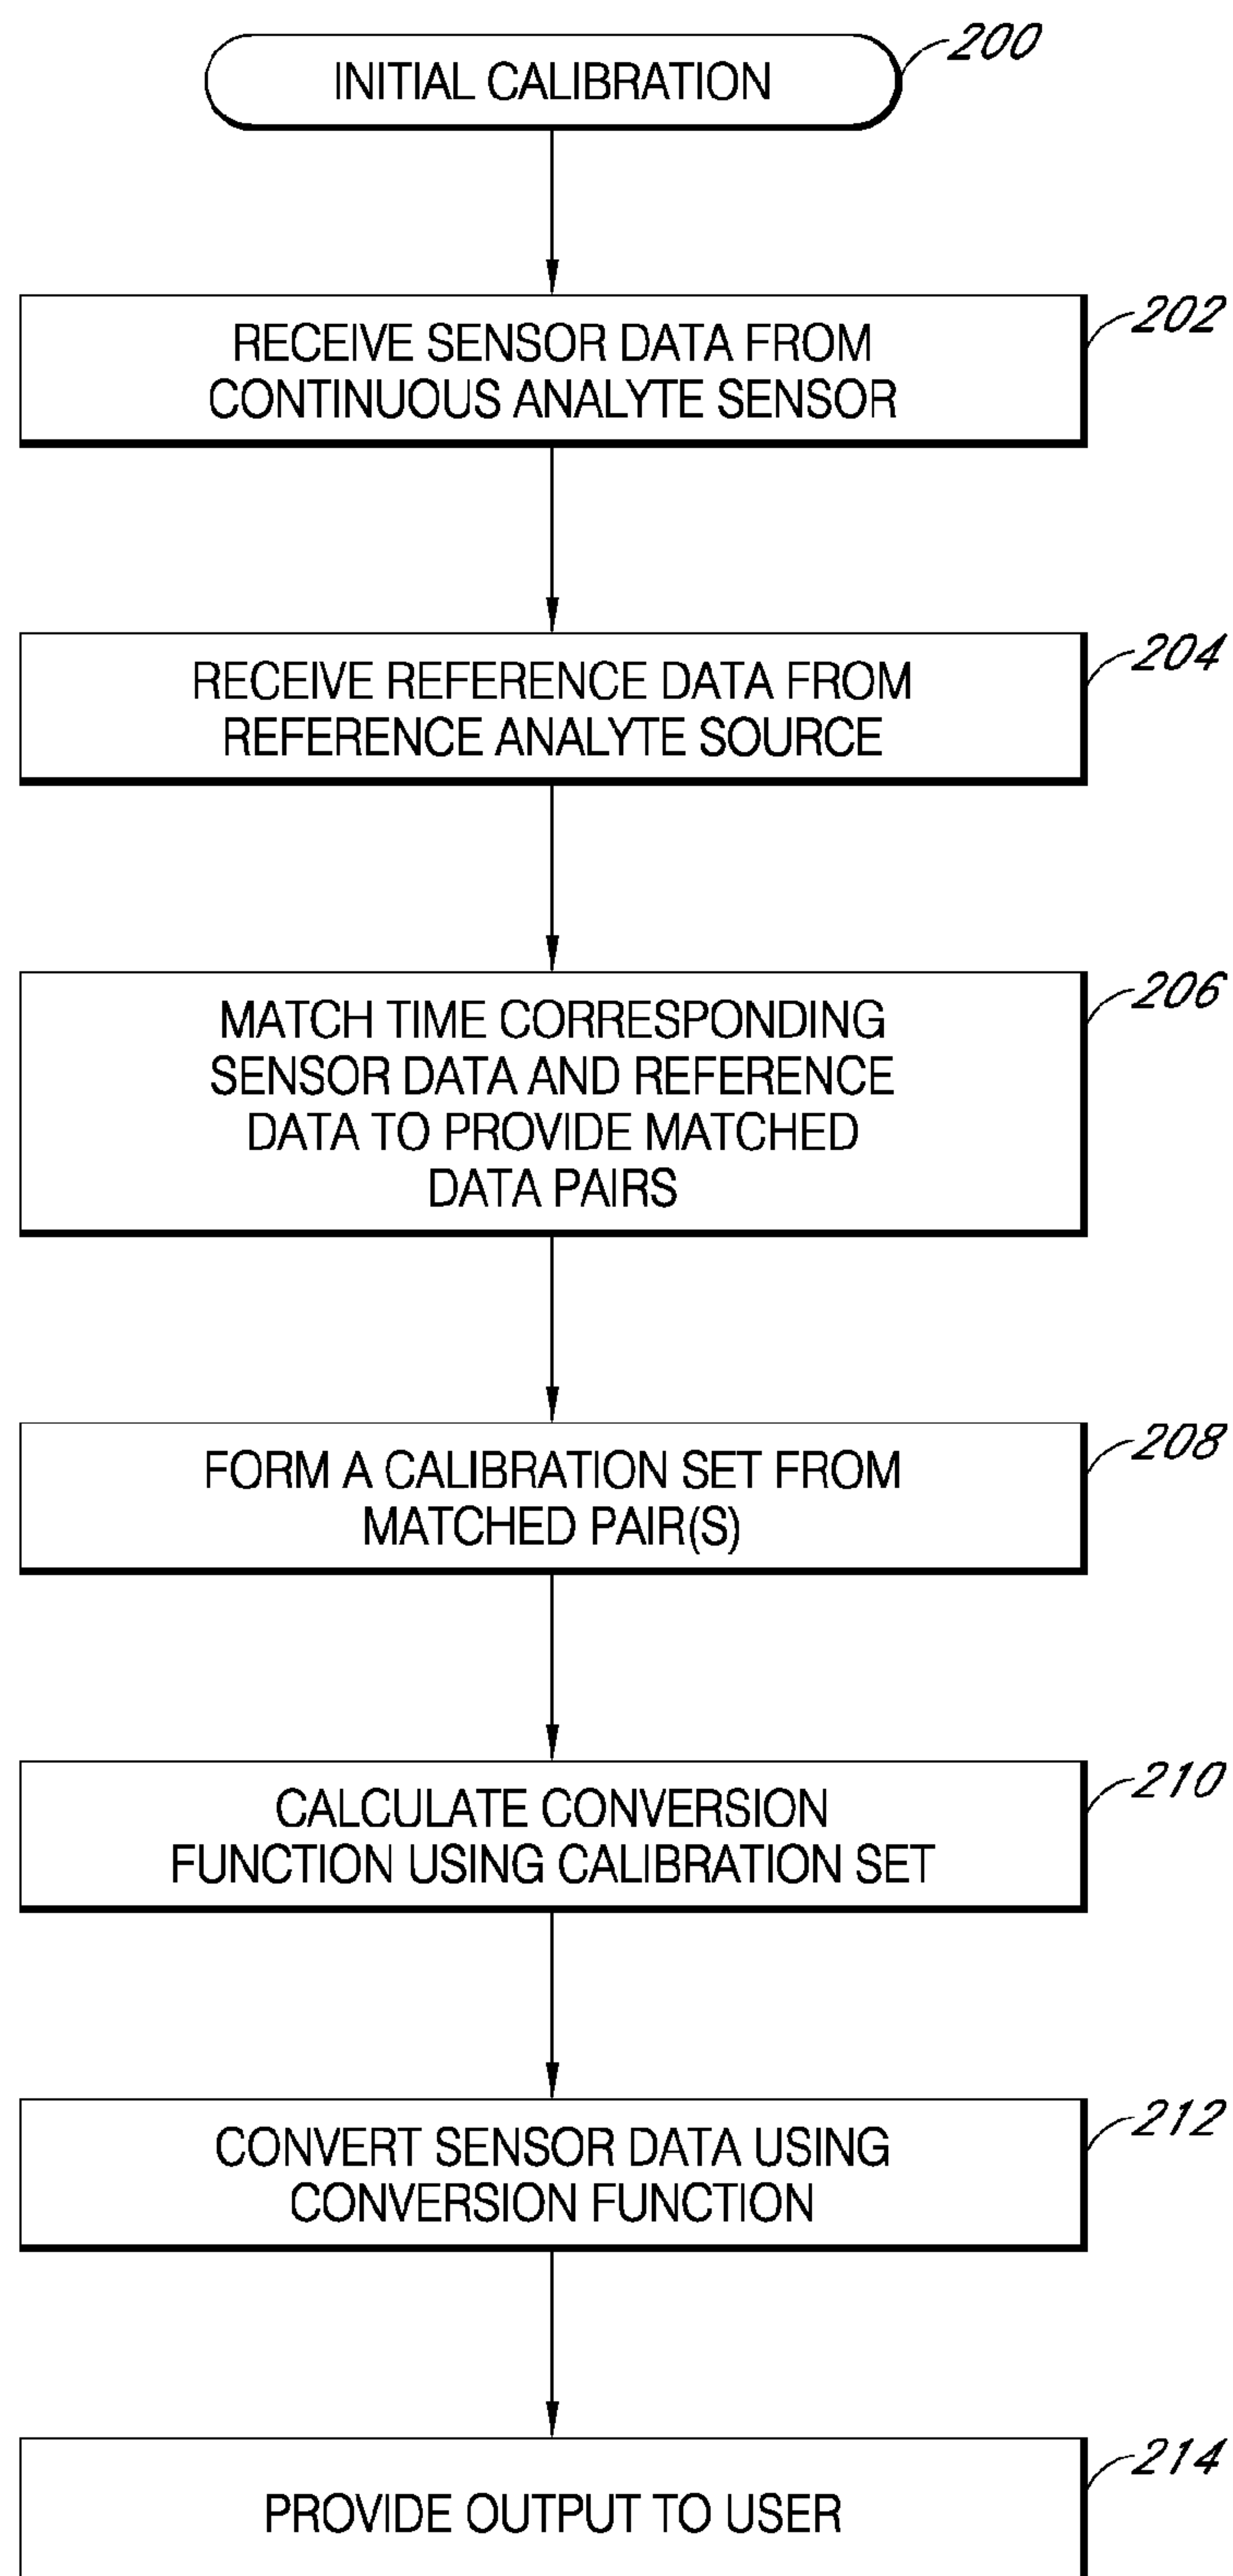 INITIAL CALIBRATION
200
RECEIVE SENSOR DATA FROM
CONTINUOUS ANALYTE SENSOR
202
RECEIVE REFERENCE DATA FROM
REFERENCE ANALYTE SOURCE
204
MATCH TIME CORRESPONDING
SENSOR DATA AND REFERENCE
DATA TO PROVIDE MATCHED
DATA PAIRS
206
FORM A CALIBRATION SET FROM
MATCHED PAIR(S)
208
CALCULATE CONVERSION
FUNCTION USING CALIBRATION SET
210
CONVERT SENSOR DATA USING
CONVERSION FUNCTION
212
PROVIDE OUTPUT TO USER
214